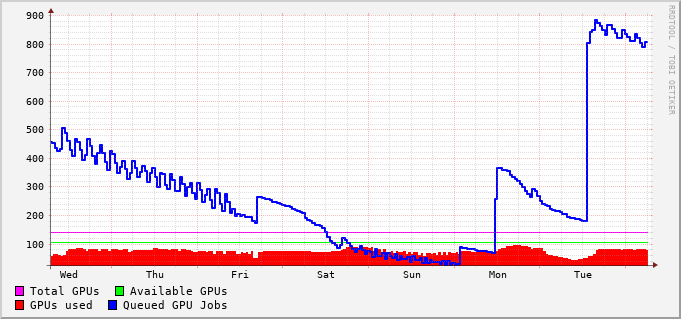 900
800
700
600
500
400
300
200
100
Wed Thu Fri Sat Sun Mon Tue
Total GPUs Available GPUs
GPUs used Queued GPU Jobs
RRDTOOL / TOBI OETIKER